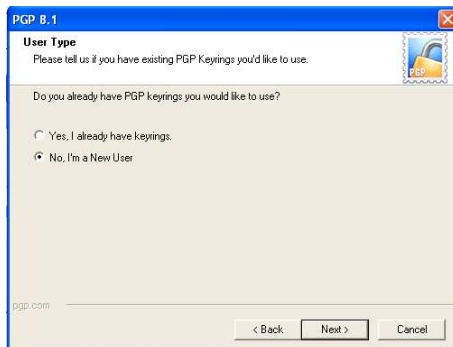 PGP 8.1
User Type
Please tell us if you have existing PGP Keyrings you'd like to use.
PGP
Do you already have PGP keyrings you would like to use?
Yes, I already have keyrings.
No, I'm a New User
pgp.com
< Back Next > Cancel